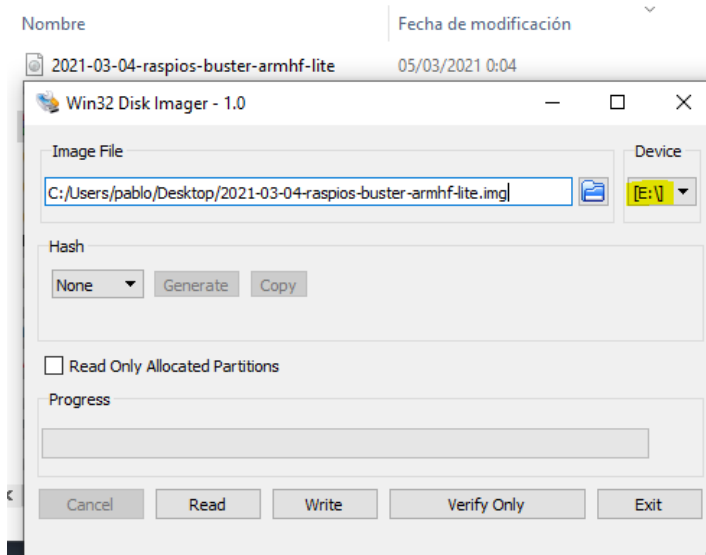 Nombre Fecha de modificación
2021-03-04-raspios-buster-armhf-lite 05/03/2021 0:04
Win32 Disk Imager - 1.0
Image File Device
C:/Users/pablo/Desktop/2021-03-04-raspios-buster-armhf-lite.img [E:\]
Hash
None Generate Copy
Read Only Allocated Partitions
Progress
Cancel Read Write Verify Only Exit